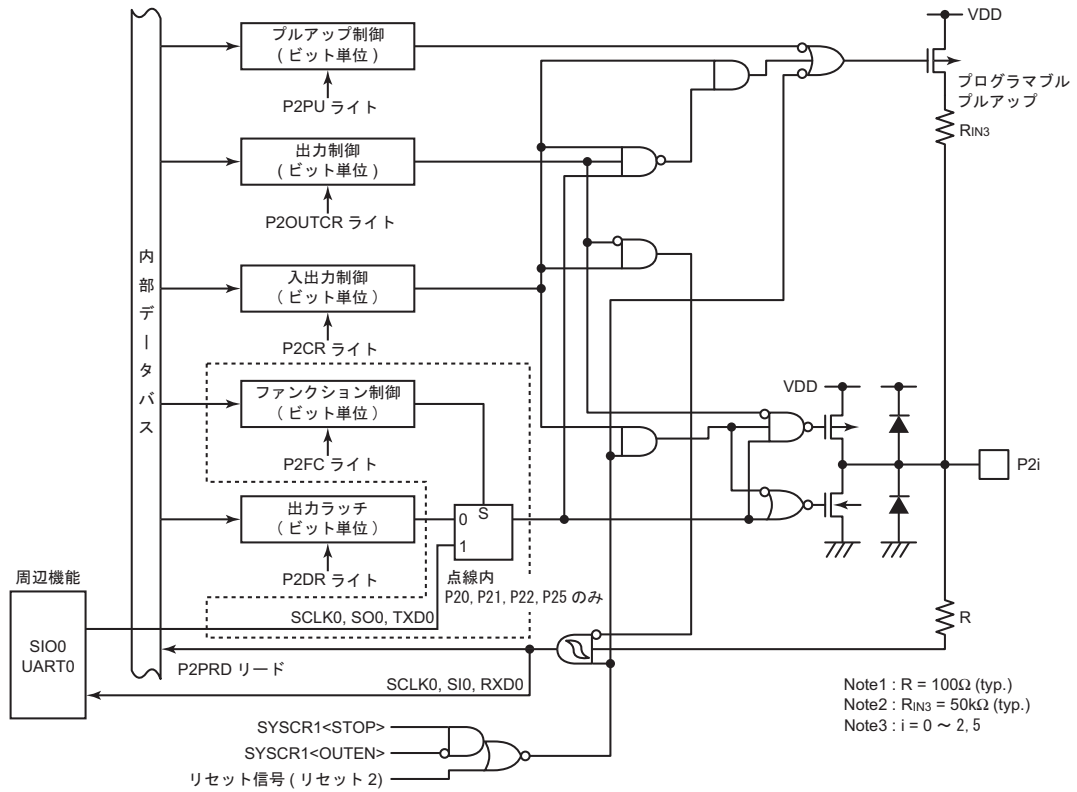 VDD
プルアップ制御
( ビット単位 )
P2PU ライト
プログラマブル
プルアップ
RIN3
出力制御
( ビット単位 )
P2OUTCR ライト
内部データバス
入出力制御
( ビット単位 )
P2CR ライト
ファンクション制御
( ビット単位 )
P2FC ライト
VDD
P2i
出力ラッチ
( ビット単位 )
P2DR ライト
0
S
1
点線内
P20, P21, P22, P25 のみ
周辺機能
SIO0
UART0
SCLK0, SO0, TXD0
R
P2PRD リード
SCLK0, SI0, RXD0
Note1 : R = 100Ω (typ.)
Note2 : RIN3 = 50kΩ (typ.)
Note3 : i = 0 ～ 2, 5
SYSCR1<STOP>
SYSCR1<OUTEN>
リセット信号 ( リセット 2)